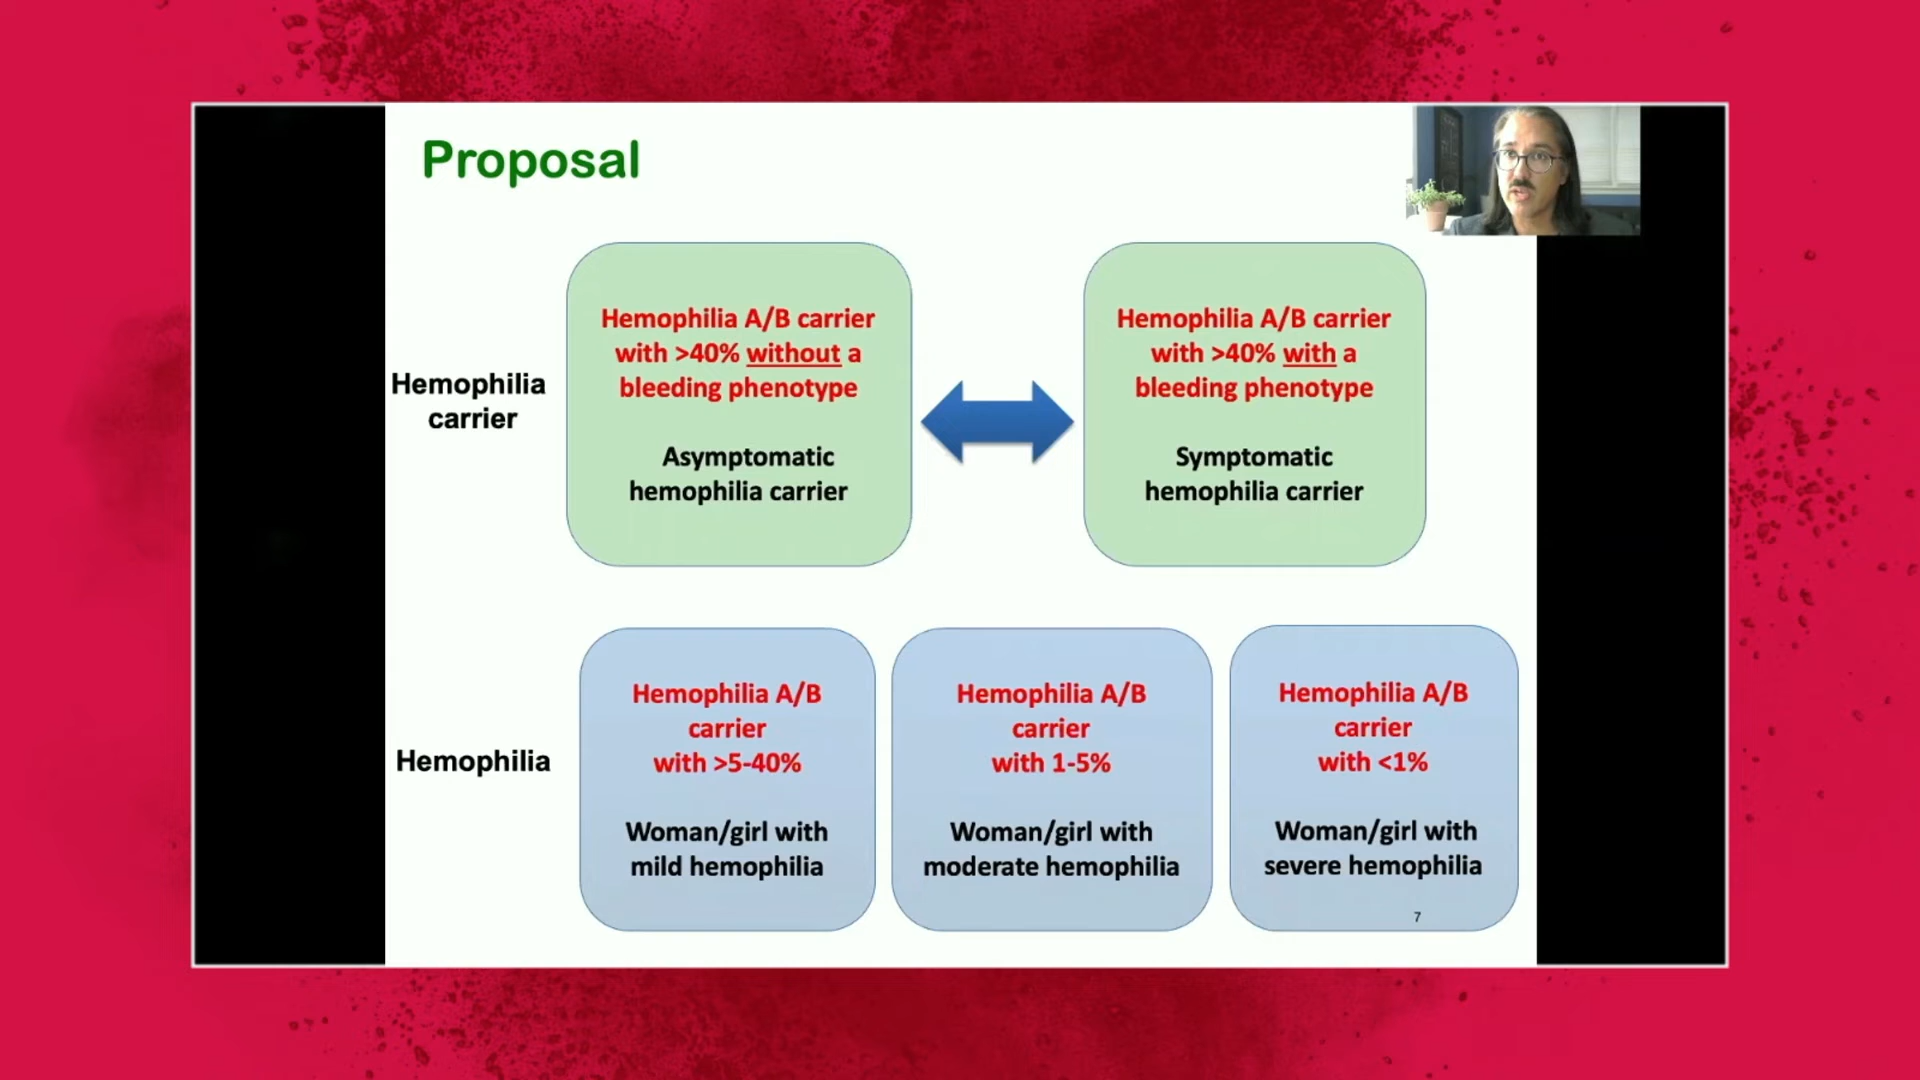 Proposal
Hemophilia
carrier
Hemophilia A/B carrier
with >40% without a
bleeding phenotype
Asymptomatic
hemophilia carrier
Hemophilia A/B carrier
with >40% with a
bleeding phenotype
Symptomatic
hemophilia carrier
Hemophilia
Hemophilia A/B
carrier
with >5-40%
Woman/girl with
mild hemophilia
Hemophilia A/B
carrier
with 1-5%
Woman/girl with
moderate hemophilia
Hemophilia A/B
carrier
with <1%
Woman/girl with
severe hemophilia
7